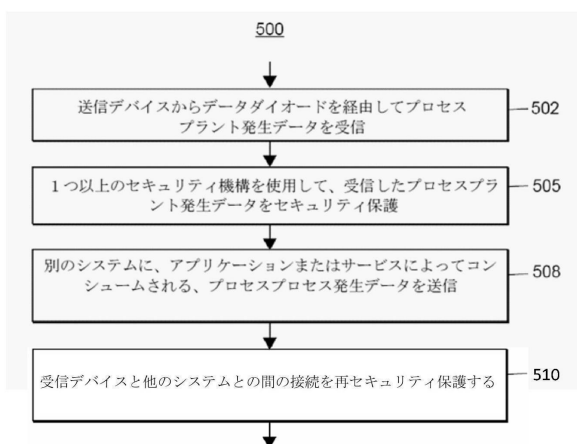 500
送信デバイスからデータダイオードを経由してプロセス
プラント発生データを受信
502
1つ以上のセキュリティ機構を使用して、受信したプロセスプラ
ント発生データをセキュリティ保護
505
別のシステムに、アプリケーションまたはサービスによってコン
シュームされる、プロセスプロセス発生データを送信
508
受信デバイスと他のシステムとの間の接続を再セキュリティ保護する
510